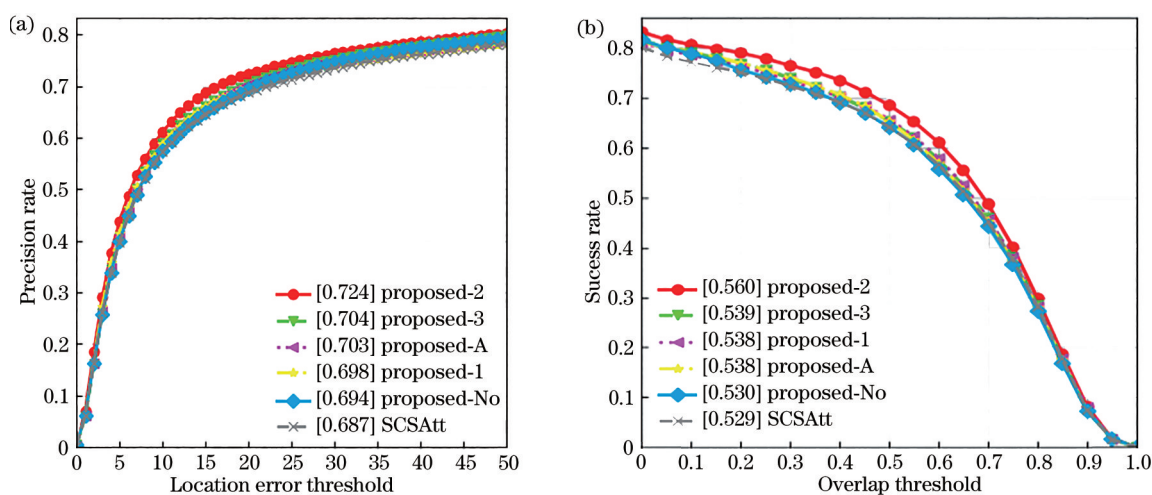 (a)
0.8
0.7
0.6
0.5
0.4
0.3
0.2
0.1
0
Precision rate
[0.724] proposed-2
[0.704] proposed-3
[0.703] proposed-A
[0.698] proposed-1
[0.694] proposed-No
[0.687] SCSAtt
0 5 10 15 20 25 30 35 40 45 50
Location error threshold
(b)
0.8
0.7
0.6
0.5
0.4
0.3
0.2
0.1
0
Sucess rate
[0.560] proposed-2
[0.539] proposed-3
[0.538] proposed-1
[0.538] proposed-A
[0.530] proposed-No
[0.529] SCSAtt
0 0.1 0.2 0.3 0.4 0.5 0.6 0.7 0.8 0.9 1.0
Overlap threshold